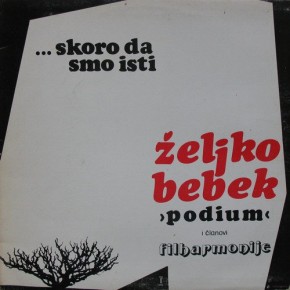 ... skoro da
smo isti
željko
bebek
›podium‹
i članovi
filharmonije